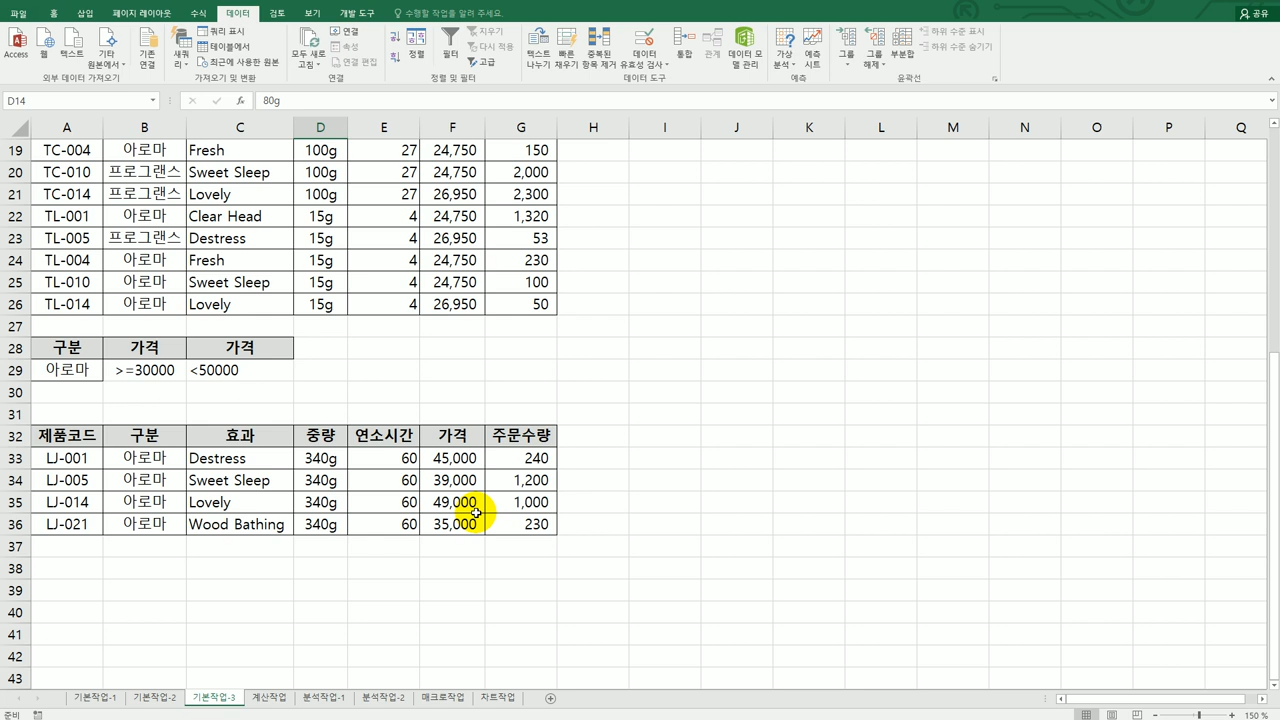 파일 홈 삽입 페이지 레이아웃 수식 데이터 검토 보기 개발 도구 수행할 작업을 알려 주세요. 공유
Access 웹 텍스트 기타 원본에서 기존 연결 새 쿼리 쿼리 표시 테이블에서 최근에 사용한 원본 모두 새로 고침 연결 속성 연결 편집 정렬 필터 지우기 다시 적용 고급 텍스트 나누기 빠른 채우기 중복된 항목 제거 데이터 유효성 검사 통합 관계 데이터 모델 관리 가상 분석 예측 시트 그룹 그룹 해제 부분합 하위 수준 표시 하위 수준 숨기기
외부 데이터 가져오기 가져오기 및 변환 연결 정렬 및 필터 데이터 도구 예측 윤곽선
D14 fx 80g
A B C D E F G H I J K L M N O P Q
19 TC-004 아로마 Fresh 100g 27 24,750 150
20 TC-010 프로그랜스 Sweet Sleep 100g 27 24,750 2,000
21 TC-014 프로그랜스 Lovely 100g 27 26,950 2,300
22 TL-001 아로마 Clear Head 15g 4 24,750 1,320
23 TL-005 프로그랜스 Destress 15g 4 26,950 53
24 TL-004 아로마 Fresh 15g 4 24,750 230
25 TL-010 아로마 Sweet Sleep 15g 4 24,750 100
26 TL-014 아로마 Lovely 15g 4 26,950 50
27
28 구분 가격 가격
29 아로마 >=30000 <50000
30
31
32 제품코드 구분 효과 중량 연소시간 가격 주문수량
33 LJ-001 아로마 Destress 340g 60 45,000 240
34 LJ-005 아로마 Sweet Sleep 340g 60 39,000 1,200
35 LJ-014 아로마 Lovely 340g 60 49,000 1,000
36 LJ-021 아로마 Wood Bathing 340g 60 35,000 230
37
38
39
40
41
42
43
기본작업-1 기본작업-2 기본작업-3 계산작업 분석작업-1 분석작업-2 매크로작업 차트작업
준비 150 %